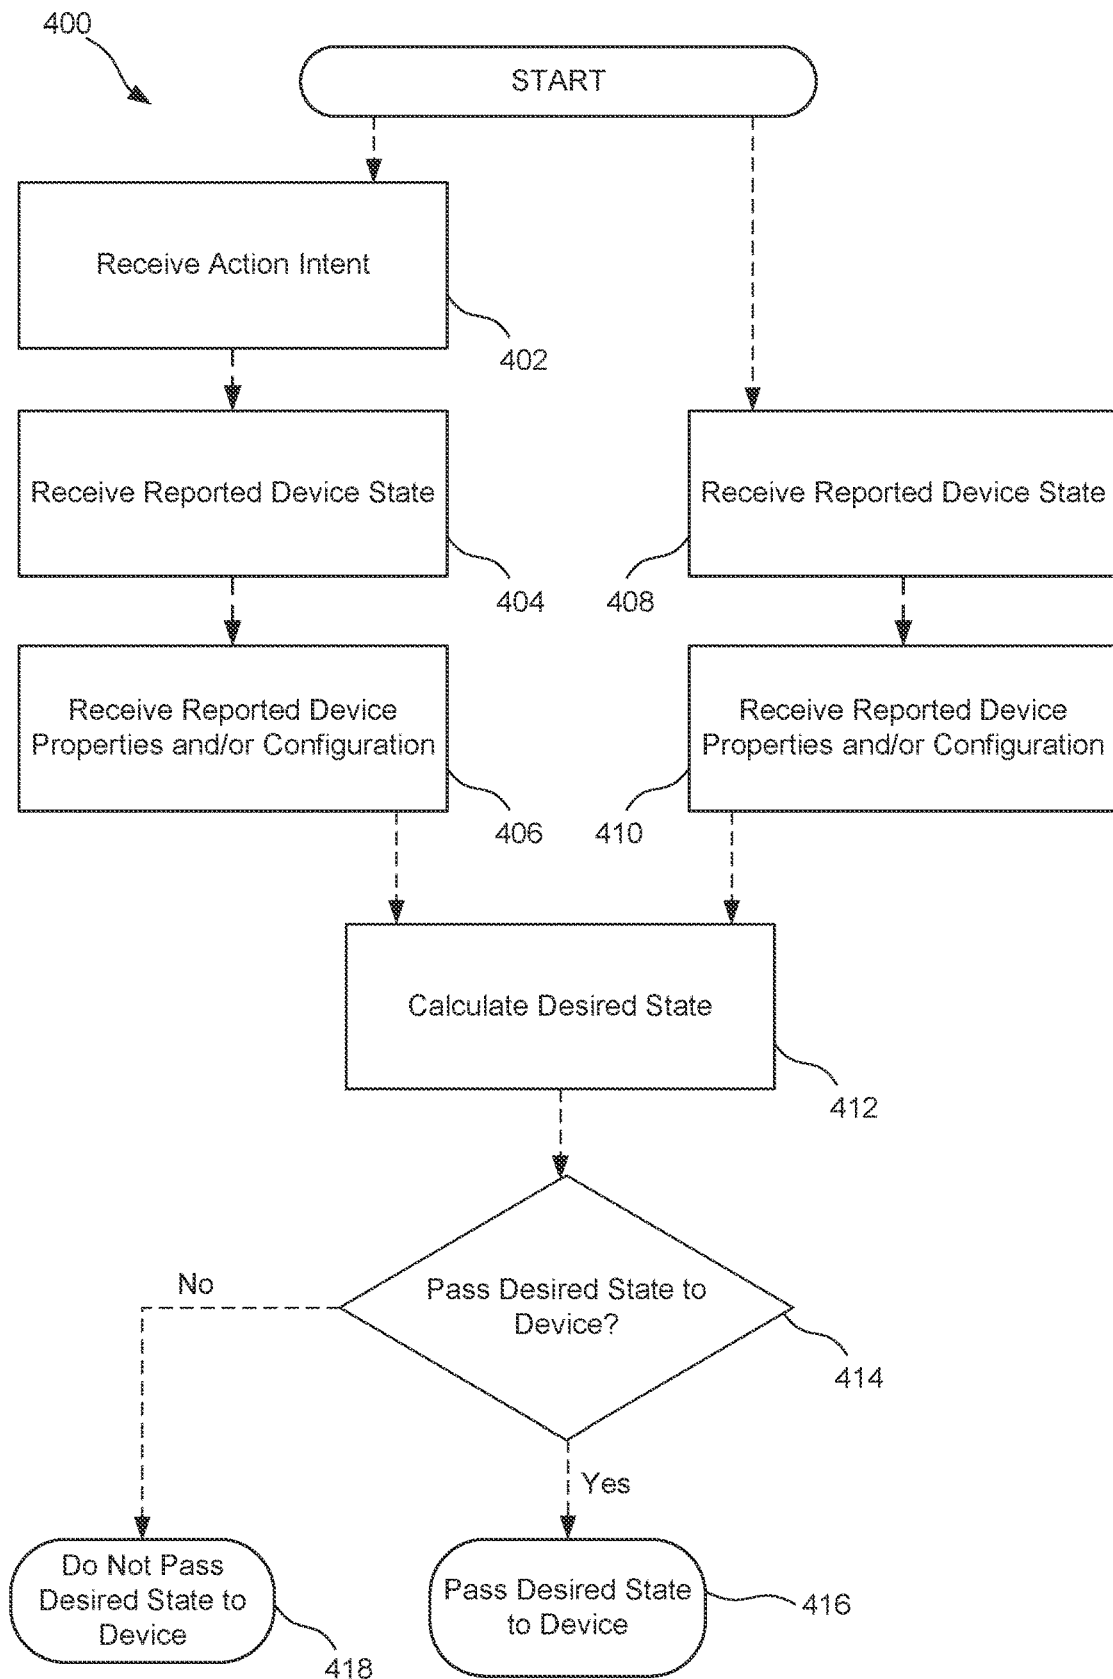 400
START
Receive Action Intent
402
Receive Reported Device State
404
Receive Reported Device State
408
Receive Reported Device
Properties and/or Configuration
406
Receive Reported Device
Properties and/or Configuration
410
Calculate Desired State
412
Pass Desired State to
Device?
414
No
Yes
Do Not Pass
Desired State to
Device
418
Pass Desired State
to Device
416